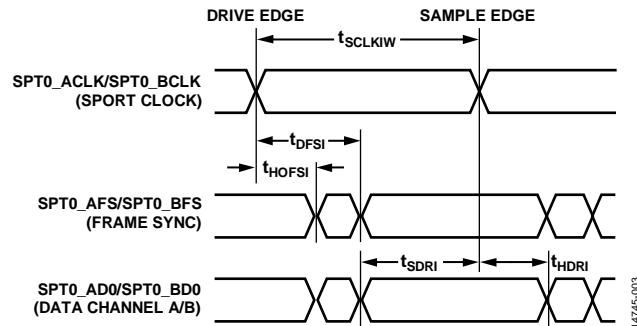 DRIVE EDGE SAMPLE EDGE
tSCLKIW
SPT0_ACLK/SPT0_BCLK
(SPORT CLOCK)
tDFSI
tHOFSI
SPT0_AFS/SPT0_BFS
(FRAME SYNC)
tSDRI tHDRI
SPT0_AD0/SPT0_BD0
(DATA CHANNEL A/B)